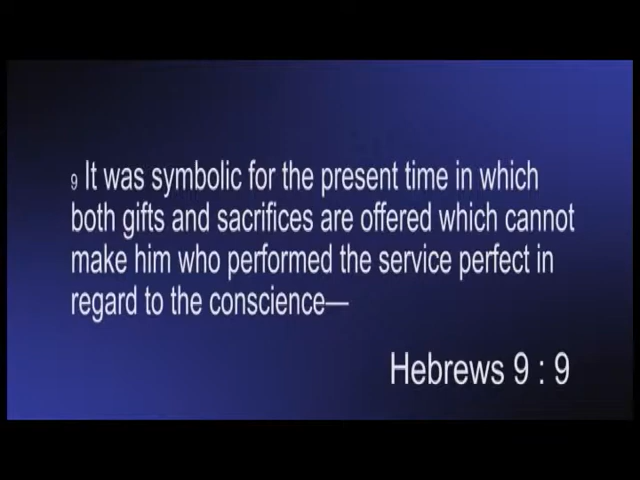 9 It was symbolic for the present time in which
both gifts and sacrifices are offered which cannot
make him who performed the service perfect in
regard to the conscience—
Hebrews 9 : 9